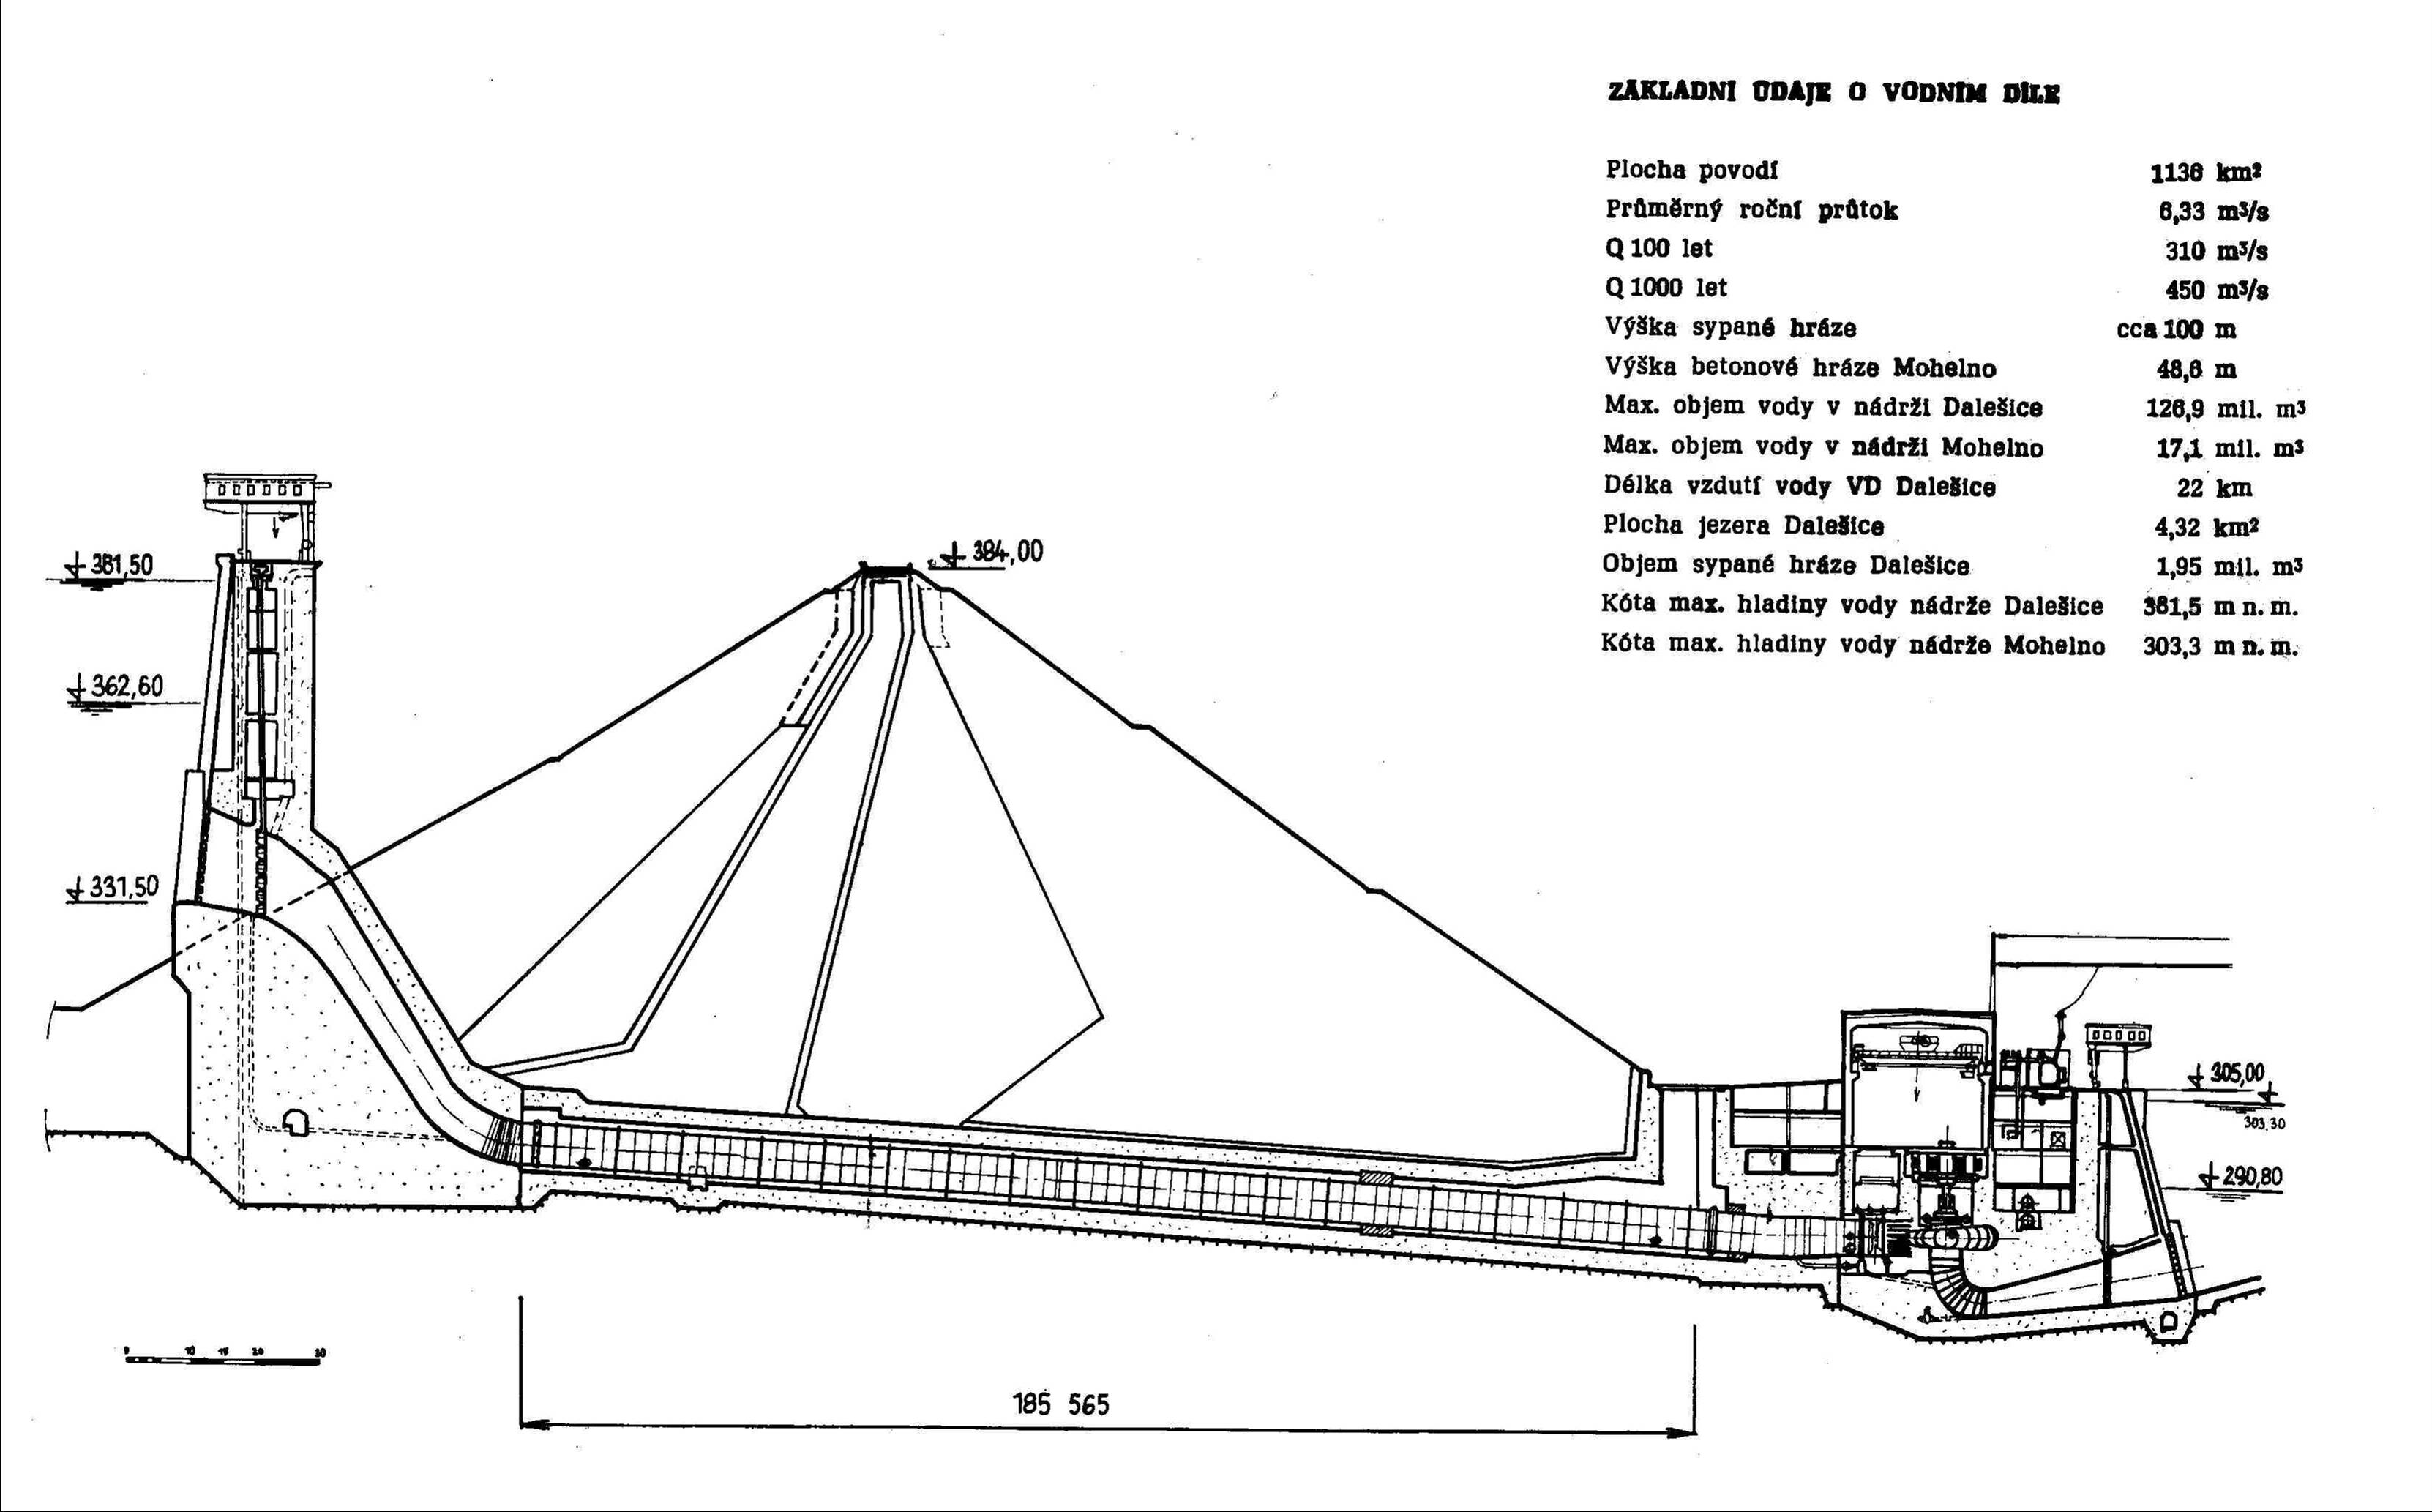 ZÁKLADNÍ ÚDAJE O VODNÍM DÍLE
Plocha povodí 1136 km²
Průměrný roční průtok 6,33 m³/s
Q 100 let 310 m³/s
Q 1000 let 450 m³/s
Výška sypané hráze cca 100 m
Výška betonové hráze Mohelno 48,6 m
Max. objem vody v nádrži Dalešice 126,9 mil. m³
Max. objem vody v nádrži Mohelno 17,1 mil. m³
Délka vzdutí vody VD Dalešice 22 km
Plocha jezera Dalešice 4,32 km²
Objem sypané hráze Dalešice 1,95 mil. m³
Kóta max. hladiny vody nádrže Dalešice 381,5 m n. m.
Kóta max. hladiny vody nádrže Mohelno 303,3 m n. m.
384,00
381,50
362,60
331,50
305,00
303,30
290,80
10 15 20 30
185 565